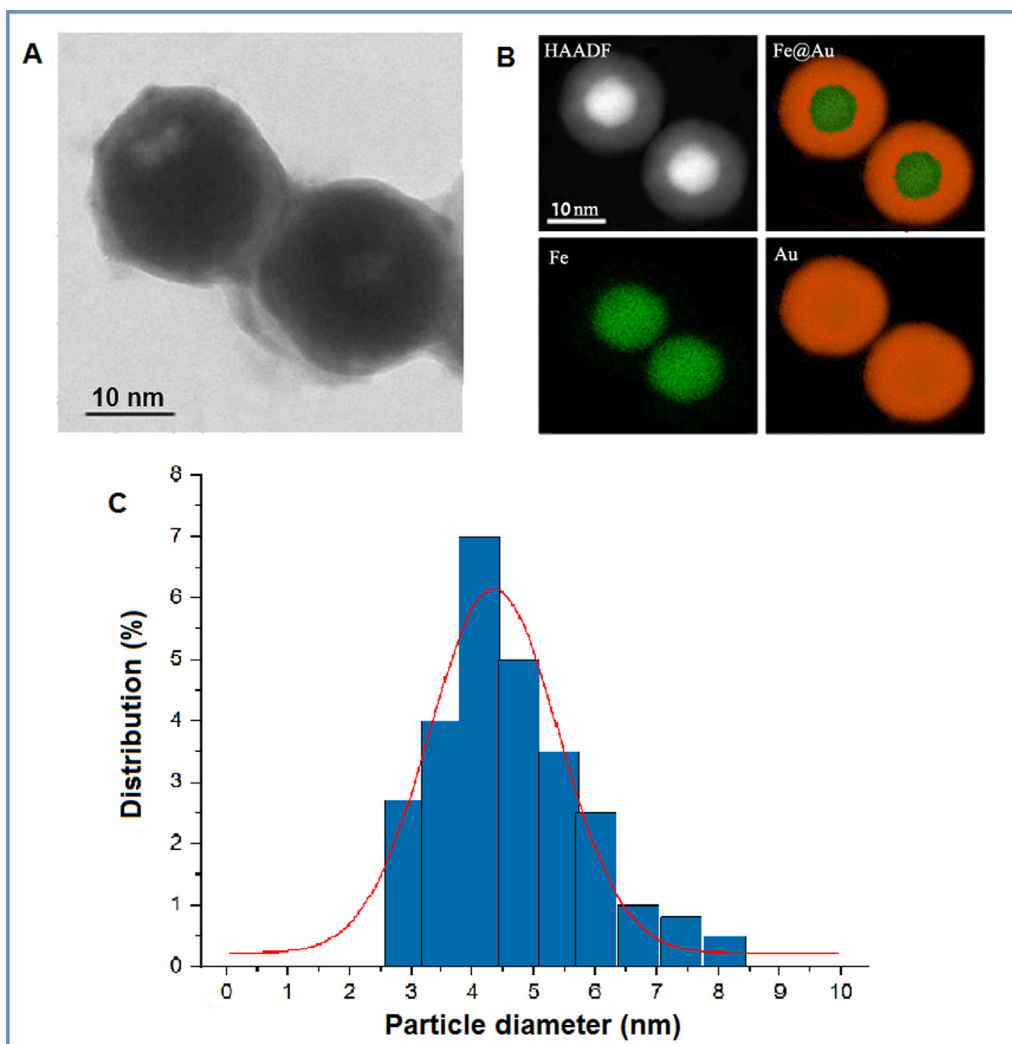 A
10 nm
B
HAADF
Fe@Au
10 nm
Fe
Au
C
8
7
6
5
4
3
2
1
0
Distribution (%)
0 1 2 3 4 5 6 7 8 9 10
Particle diameter (nm)